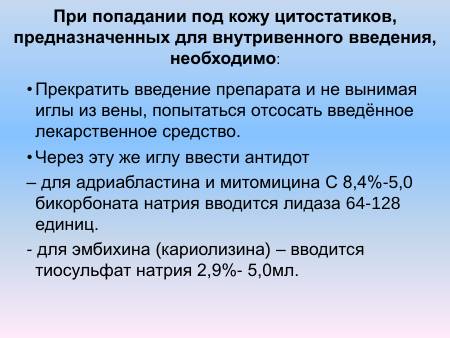 При попадании под кожу цитостатиков,
предназначенных для внутривенного введения,
необходимо:
• Прекратить введение препарата и не вынимая
иглы из вены, попытаться отсосать введённое
лекарственное средство.
• Через эту же иглу ввести антидот
– для адриабластина и митомицина С 8,4%-5,0
бикорбоната натрия вводится лидаза 64-128
единиц.
- для эмбихина (кариолизина) – вводится
тиосульфат натрия 2,9%- 5,0мл.